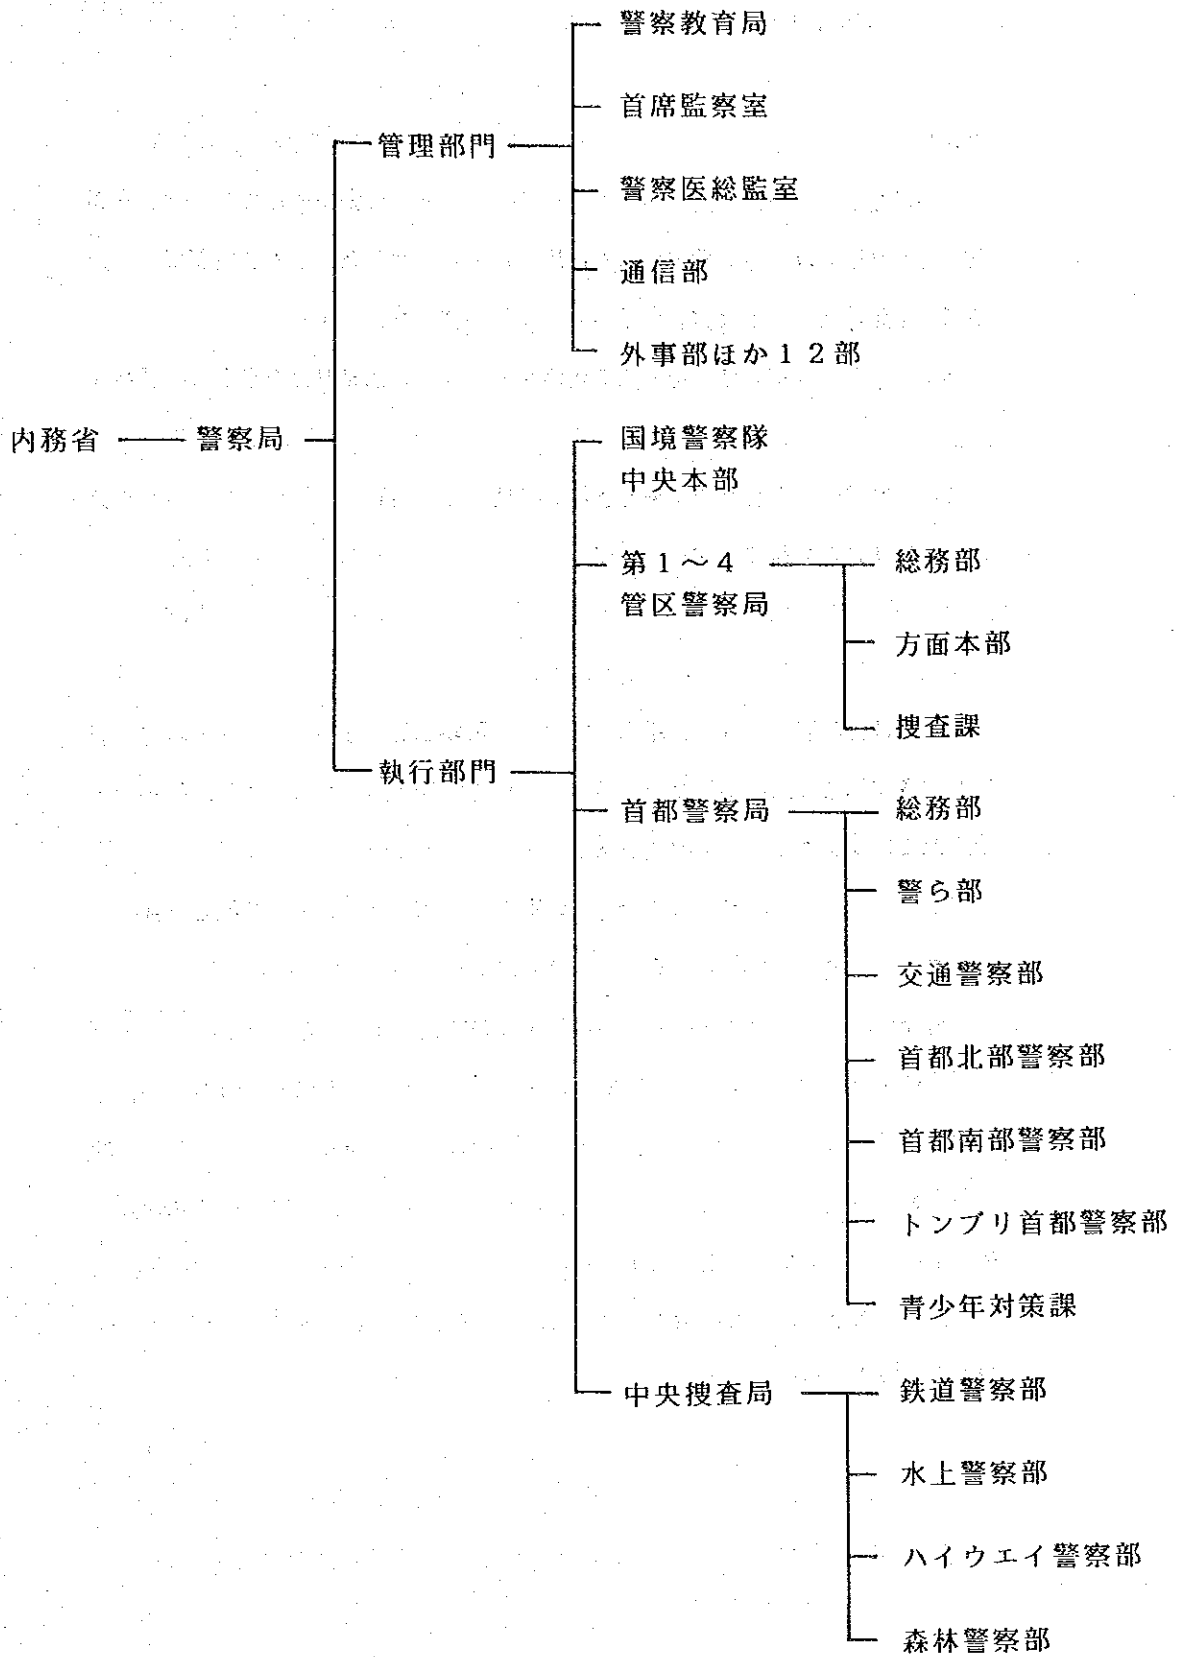 警察教育局
首席監察室
管理部門
警察医総監室
通信部
外事部ほか12部
内務省
警察局
国境警察隊
中央本部
第1～4
管区警察局
総務部
方面本部
捜査課
執行部門
首都警察局
総務部
警ら部
交通警察部
首都北部警察部
首都南部警察部
トンブリ首都警察部
青少年対策課
中央捜査局
鉄道警察部
水上警察部
ハイウエイ警察部
森林警察部